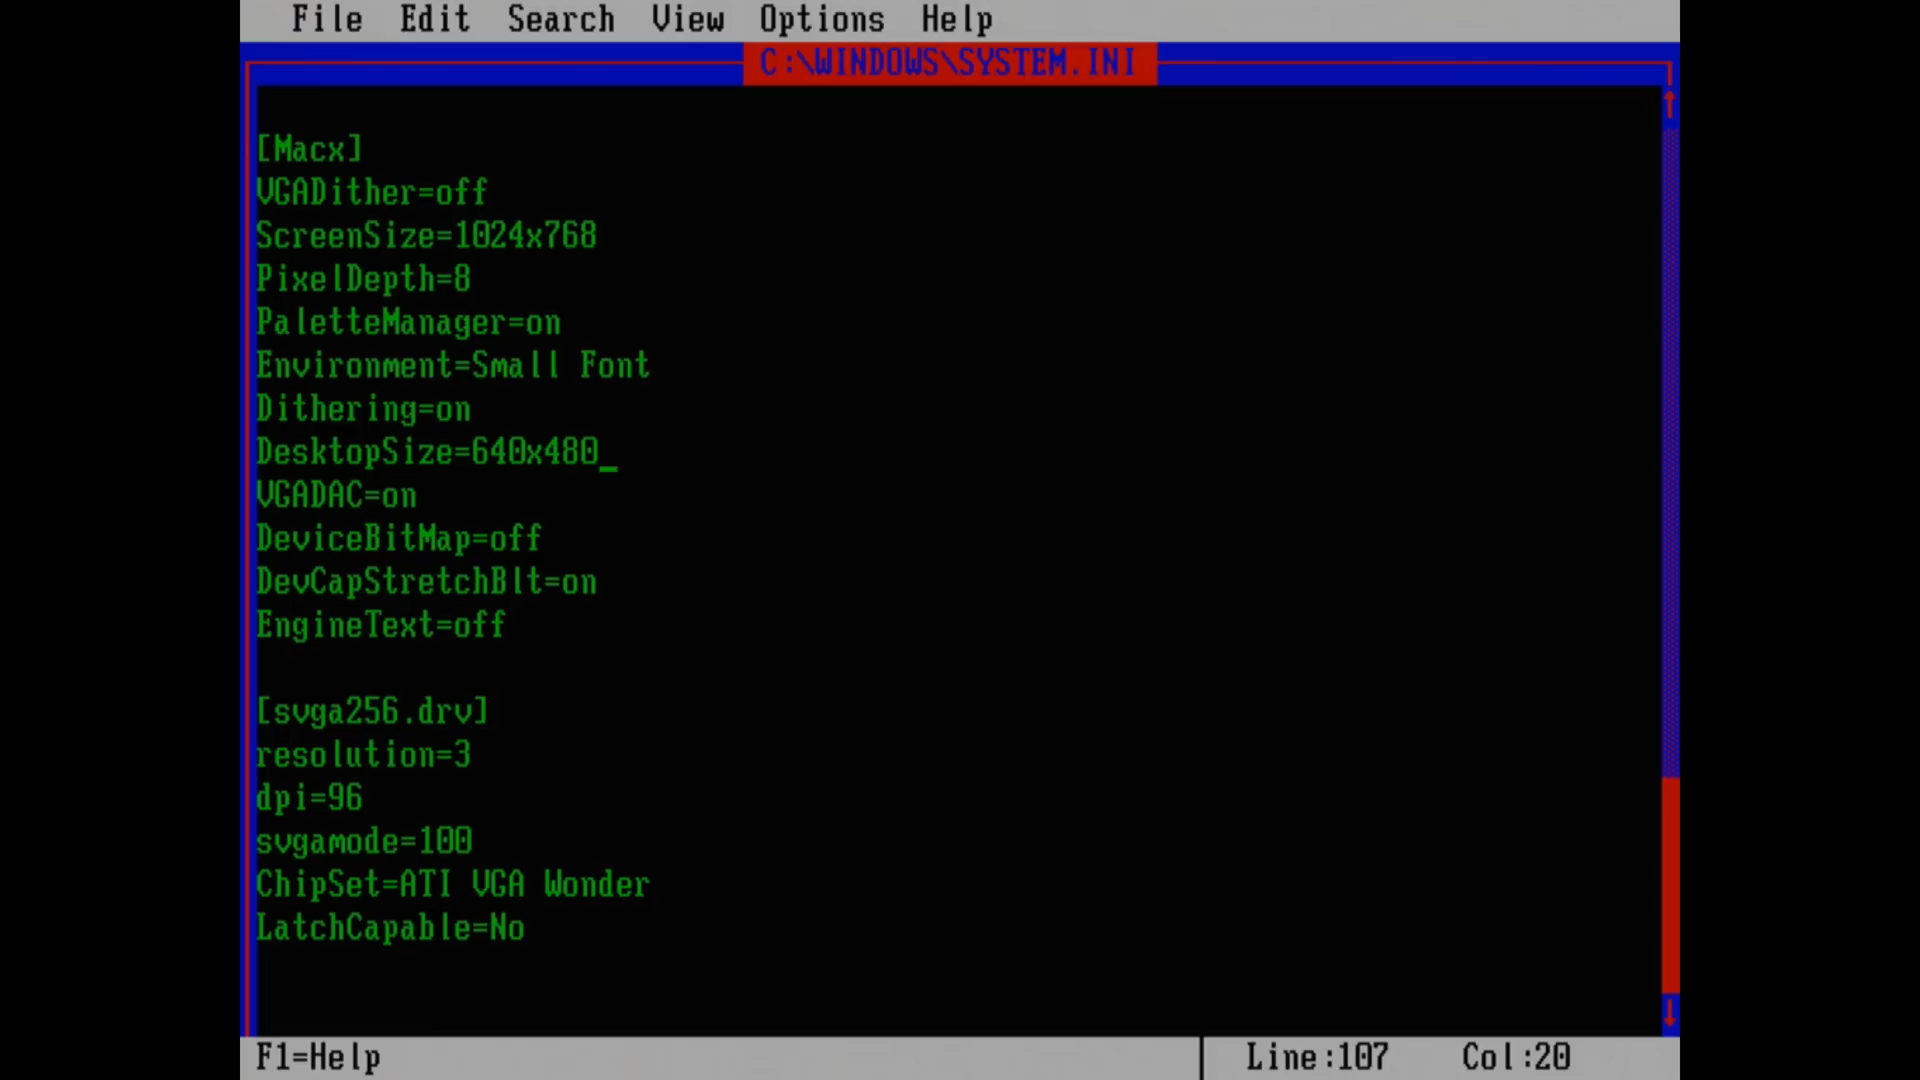 File Edit Search View Options Help
C:\WINDOWS\SYSTEM.INI
[Macx]
VGADither=off
ScreenSize=1024x768
PixelDepth=8
PaletteManager=on
Environment=Small Font
Dithering=on
DesktopSize=640x480_
VGADAC=on
DeviceBitMap=off
DevCapStretchBlt=on
EngineText=off
[svga256.drv]
resolution=3
dpi=96
svgamode=100
ChipSet=ATI VGA Wonder
LatchCapable=No
F1=Help Line:107 Col:20